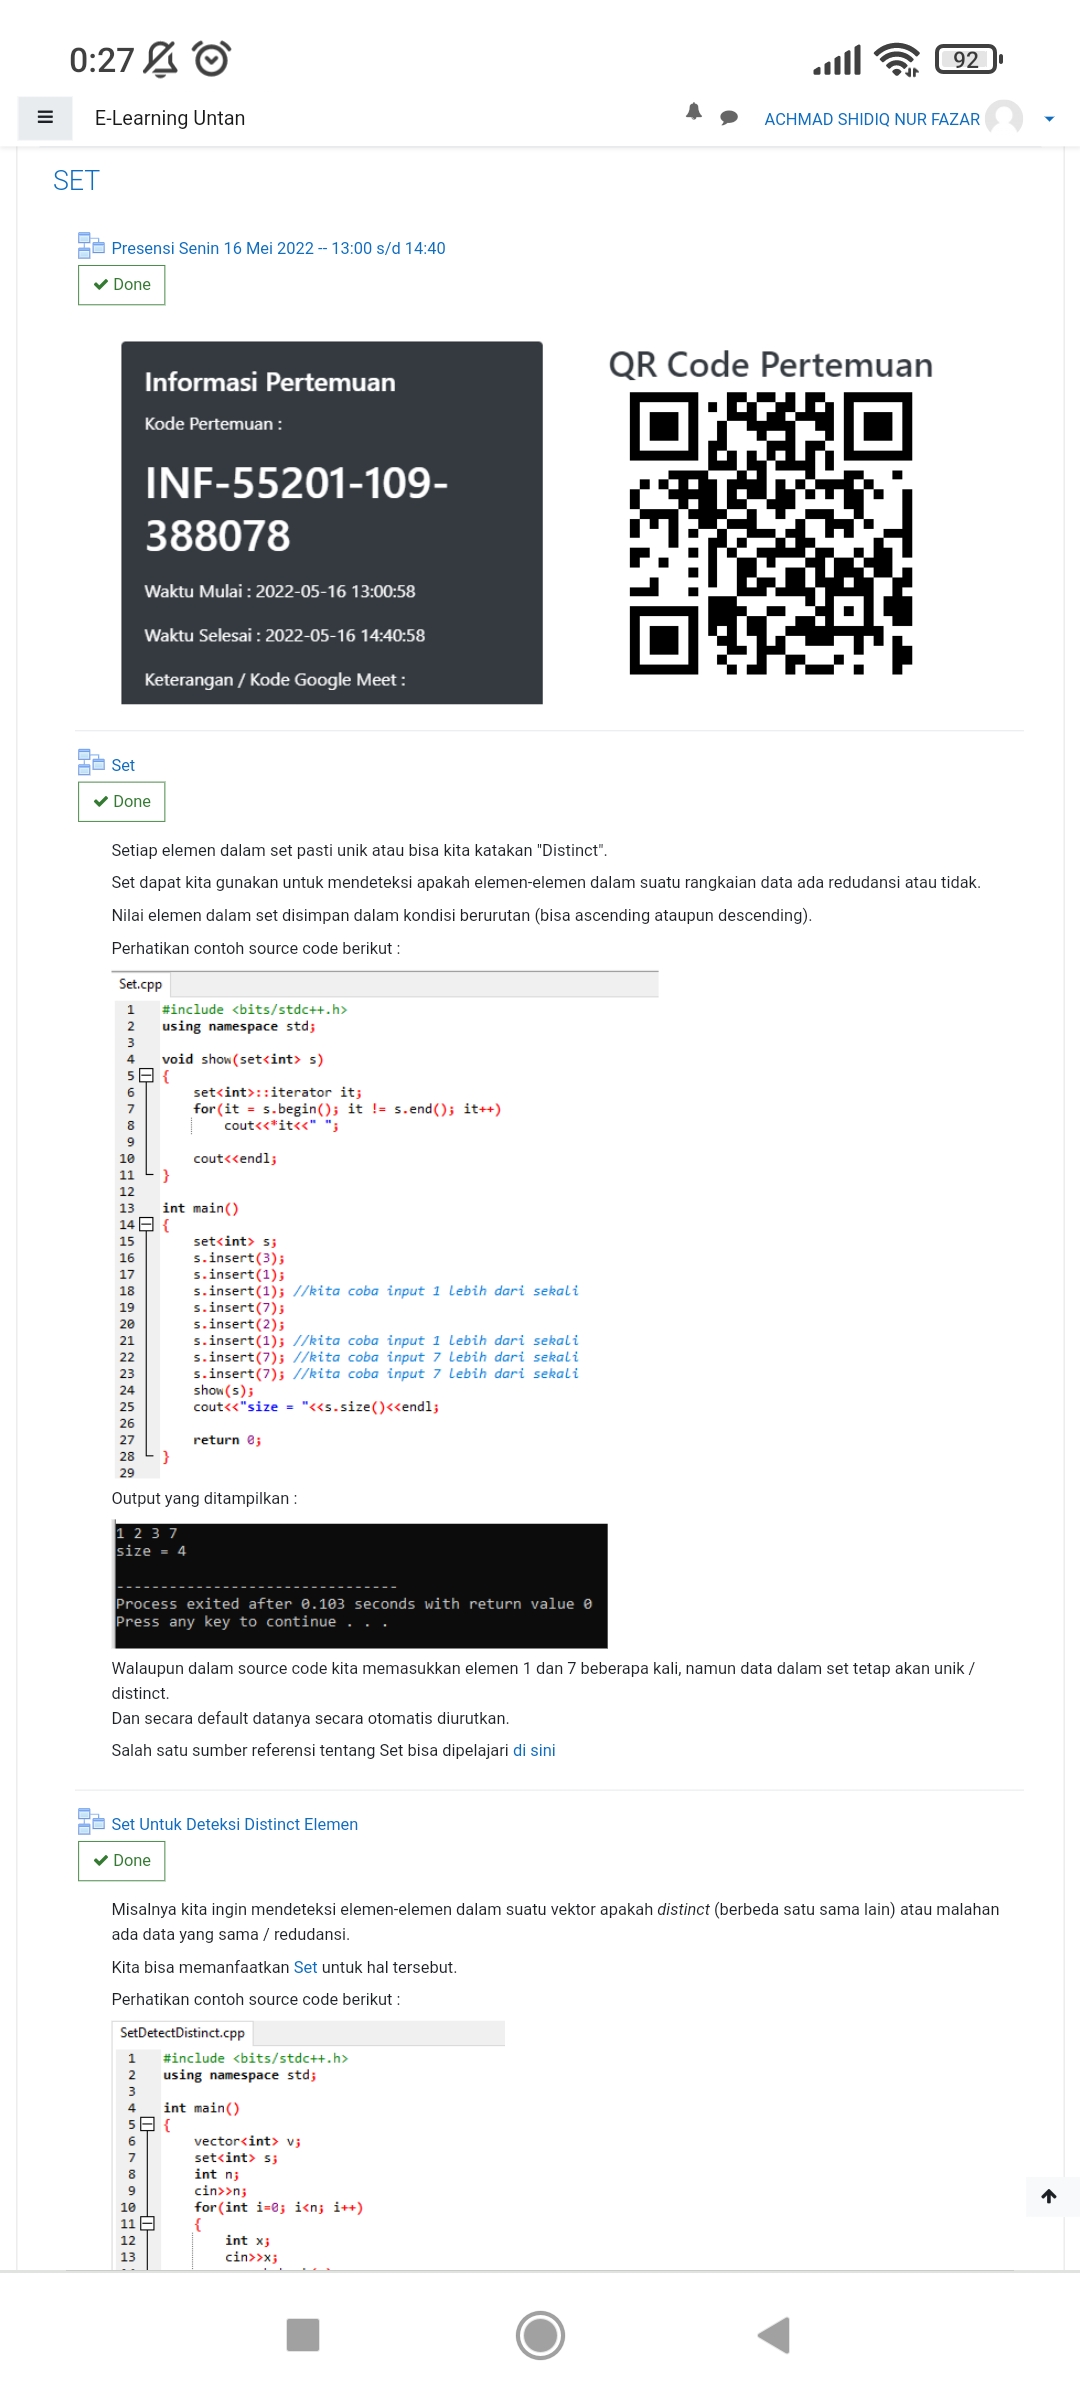 0:27
92
E-Learning Untan
ACHMAD SHIDIQ NUR FAZAR
SET
Presensi Senin 16 Mei 2022 -- 13:00 s/d 14:40
Done
Informasi Pertemuan
Kode Pertemuan :
INF-55201-109-
388078
Waktu Mulai : 2022-05-16 13:00:58
Waktu Selesai : 2022-05-16 14:40:58
Keterangan / Kode Google Meet :
QR Code Pertemuan
Set
Done
Setiap elemen dalam set pasti unik atau bisa kita katakan "Distinct".
Set dapat kita gunakan untuk mendeteksi apakah elemen-elemen dalam suatu rangkaian data ada redudansi atau tidak.
Nilai elemen dalam set disimpan dalam kondisi berurutan (bisa ascending ataupun descending).
Perhatikan contoh source code berikut :
Set.cpp
1 #include <bits/stdc++.h>
2 using namespace std;
3
4 void show(set<int> s)
5 {
6 set<int>::iterator it;
7 for(it = s.begin(); it != s.end(); it++)
8 cout<<*it<<" ";
9
10 cout<<endl;
11 }
12
13 int main()
14 {
15 set<int> s;
16 s.insert(3);
17 s.insert(1);
18 s.insert(1); //kita coba input 1 lebih dari sekali
19 s.insert(7);
20 s.insert(2);
21 s.insert(1); //kita coba input 1 lebih dari sekali
22 s.insert(7); //kita coba input 7 lebih dari sekali
23 s.insert(7); //kita coba input 7 lebih dari sekali
24 show(s);
25 cout<<"size = "<<s.size()<<endl;
26
27 return 0;
28 }
29
Output yang ditampilkan :
1 2 3 7
size = 4
--------------------------------
Process exited after 0.103 seconds with return value 0
Press any key to continue . . .
Walaupun dalam source code kita memasukkan elemen 1 dan 7 beberapa kali, namun data dalam set tetap akan unik /
distinct.
Dan secara default datanya secara otomatis diurutkan.
Salah satu sumber referensi tentang Set bisa dipelajari di sini
Set Untuk Deteksi Distinct Elemen
Done
Misalnya kita ingin mendeteksi elemen-elemen dalam suatu vektor apakah distinct (berbeda satu sama lain) atau malahan
ada data yang sama / redudansi.
Kita bisa memanfaatkan Set untuk hal tersebut.
Perhatikan contoh source code berikut :
SetDetectDistinct.cpp
1 #include <bits/stdc++.h>
2 using namespace std;
3
4 int main()
5 {
6 vector<int> v;
7 set<int> s;
8 int n;
9 cin>>n;
10 for(int i=0; i<n; i++)
11 {
12 int x;
13 cin>>x;